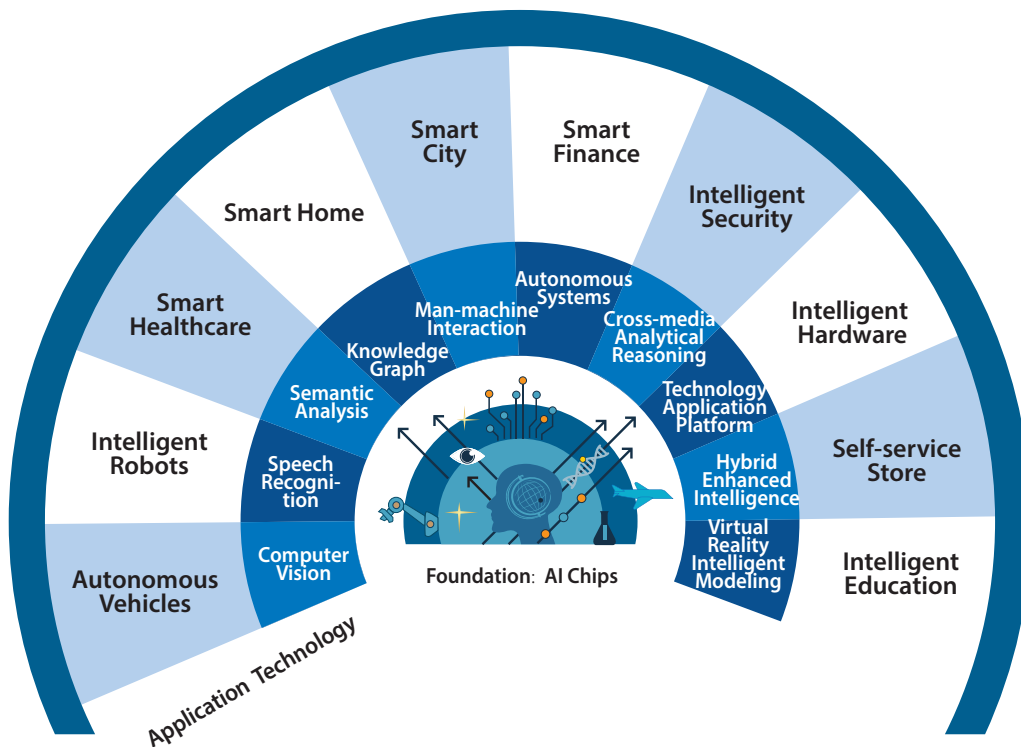 Autonomous
Vehicles
Intelligent
Robots
Smart
Healthcare
Smart Home
Smart
City
Smart
Finance
Intelligent
Security
Intelligent
Hardware
Self-service
Store
Intelligent
Education
Computer
Vision
Speech
Recogni-
tion
Semantic
Analysis
Knowledge
Graph
Man-machine
Interaction
Autonomous
Systems
Cross-media
Analytical
Reasoning
Technology
Application
Platform
Hybrid
Enhanced
Intelligence
Virtual
Reality
Intelligent
Modeling
Foundation: AI Chips
Application Technology